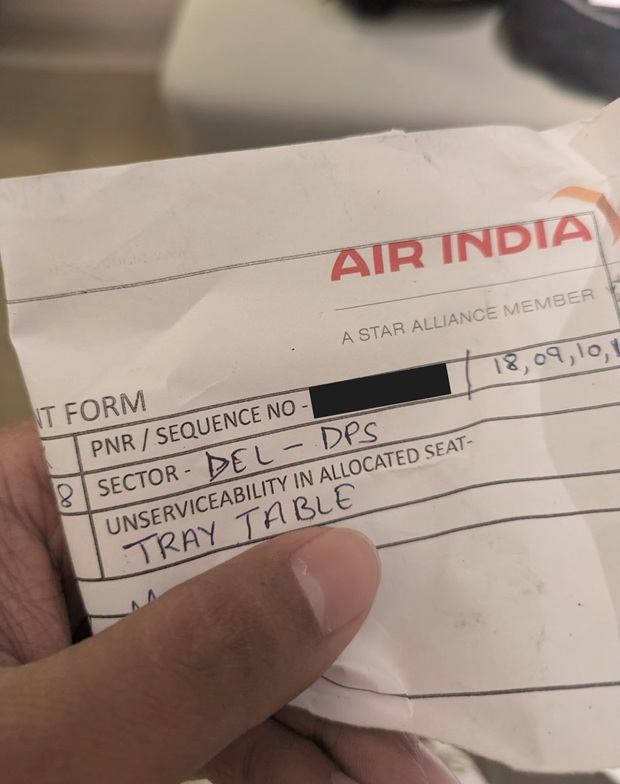 AIR INDIA
A STAR ALLIANCE MEMBER
FORM
PNR / SEQUENCE NO - / 18,09,10,
8 SECTOR - DEL - DPS
UNSERVICEABILITY IN ALLOCATED SEAT-
TRAY TABLE